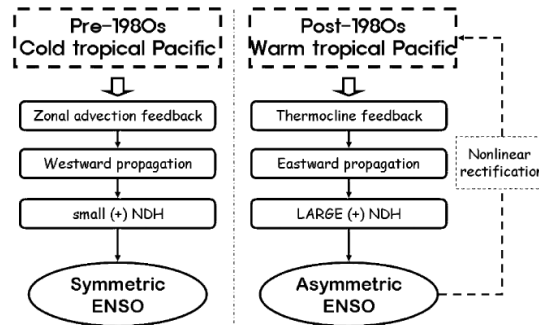 Pre-1980s
Cold tropical Pacific
Zonal advection feedback
Westward propagation
small (+) NDH
Symmetric
ENSO
Post-1980s
Warm tropical Pacific
Thermocline feedback
Eastward propagation
LARGE (+) NDH
Asymmetric
ENSO
Nonlinear
rectification